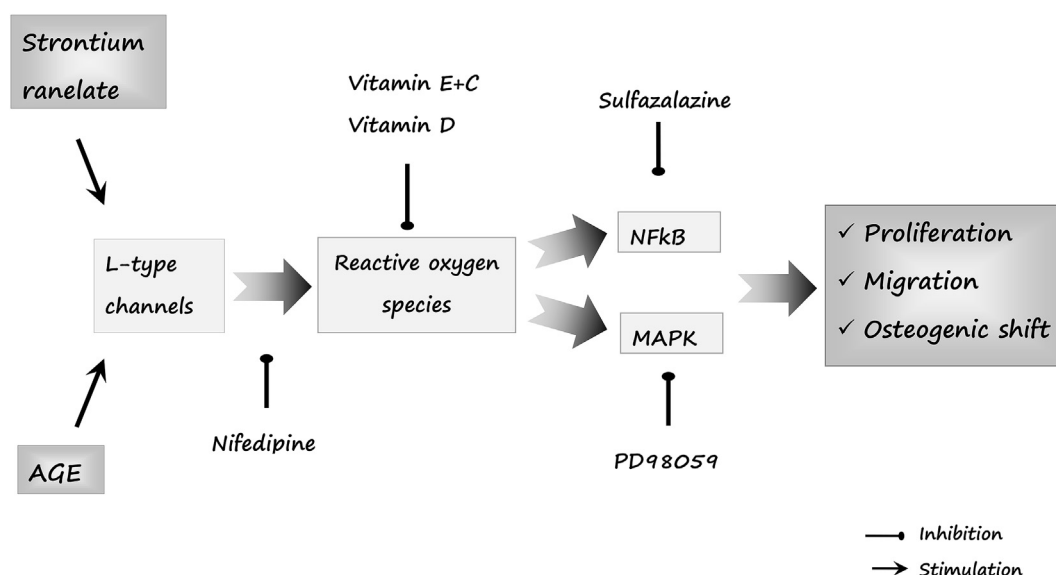 Strontium
ranelate
Vitamin E+C
Vitamin D
Sulfazalazine
NFkB
✓ Proliferation
✓ Migration
✓ Osteogenic shift
L-type
channels
Reactive oxygen
species
MAPK
Nifedipine
AGE
PD98059
Inhibition
Stimulation